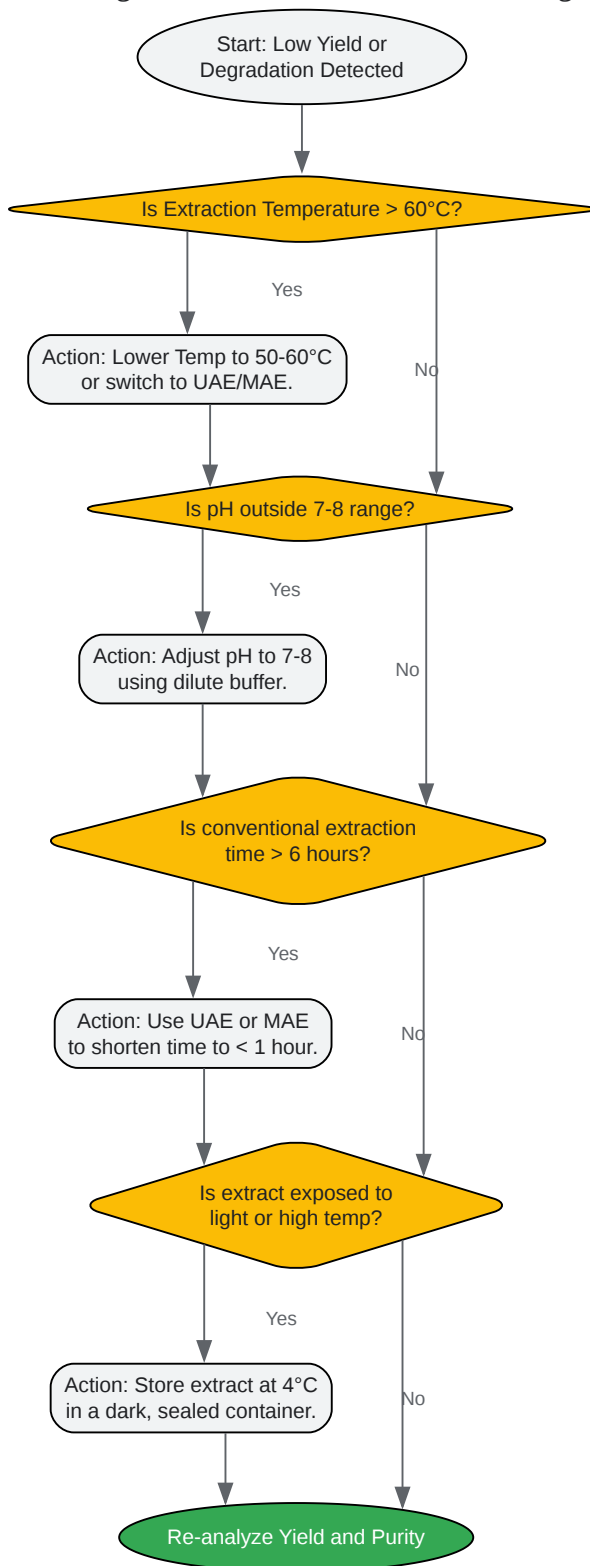 Start: Low Yield or
Degradation Detected
Is Extraction Temperature > 60°C?
Yes
Action: Lower Temp to 50-60°C
or switch to UAE/MAE.
No
Is pH outside 7-8 range?
Yes
Action: Adjust pH to 7-8
using dilute buffer.
No
Is conventional extraction
time > 6 hours?
Yes
Action: Use UAE or MAE
to shorten time to < 1 hour.
No
Is extract exposed to
light or high temp?
Yes
Action: Store extract at 4°C
in a dark, sealed container.
No
Re-analyze Yield and Purity